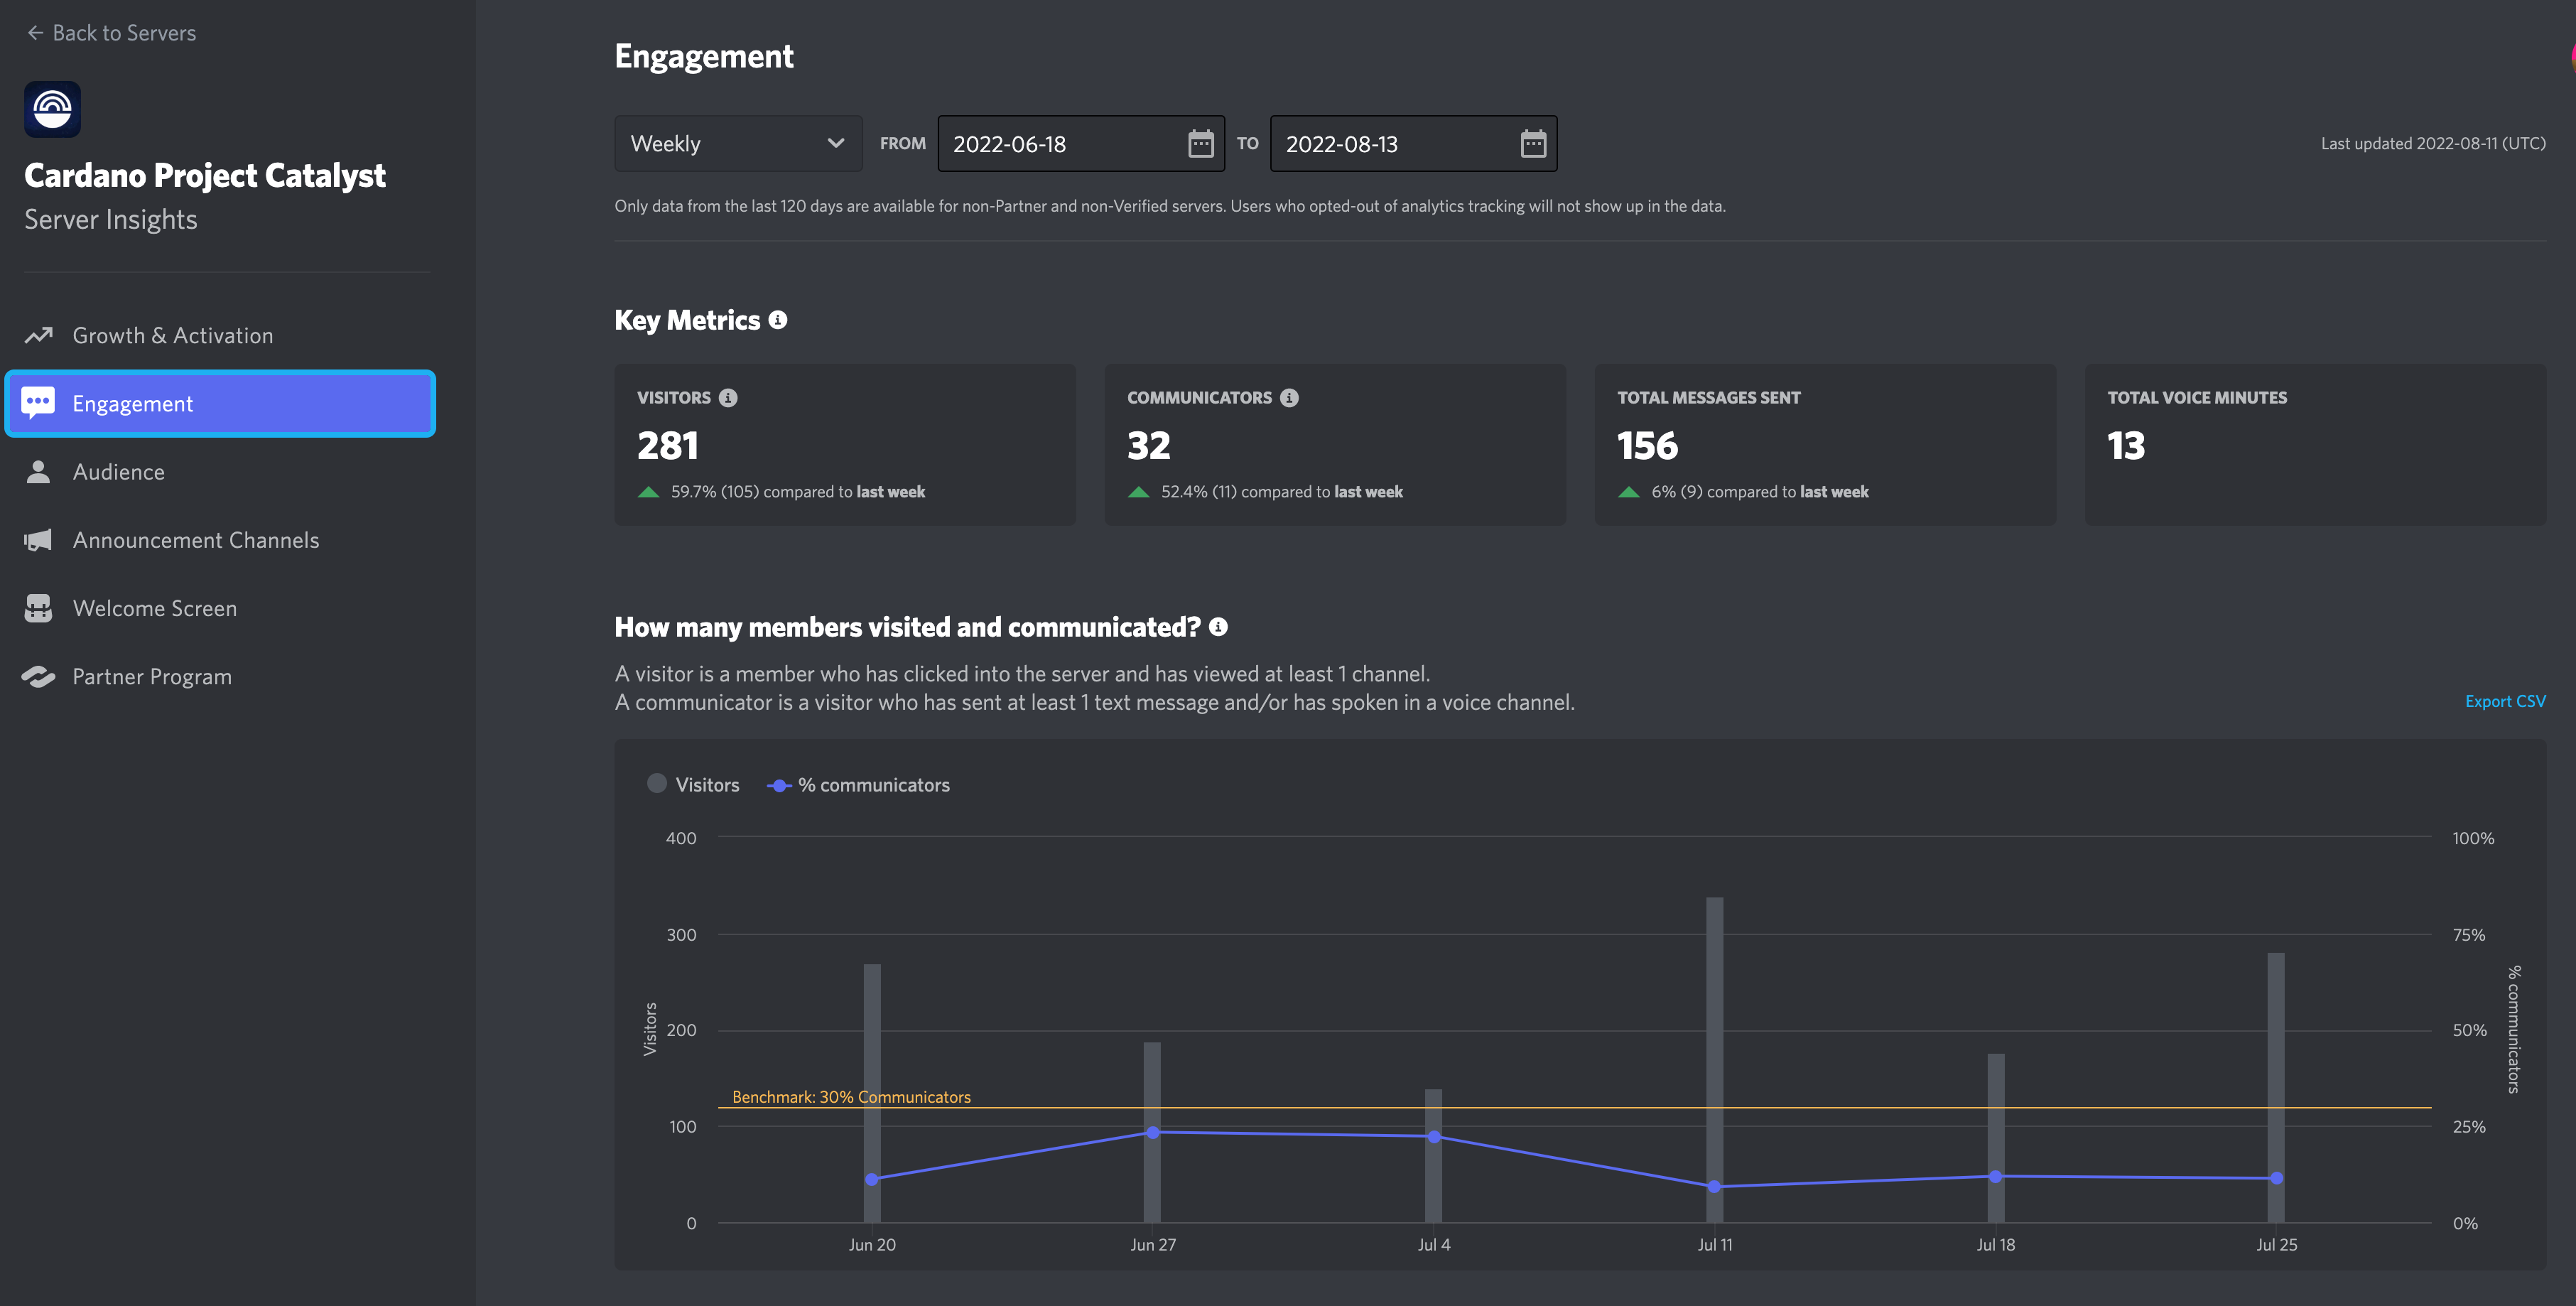 Back to Servers
Cardano Project Catalyst
Server Insights
Growth & Activation
Engagement
Audience
Announcement Channels
Welcome Screen
Partner Program
Engagement
Weekly FROM 2022-06-18 TO 2022-08-13 Last updated 2022-08-11 (UTC)
Only data from the last 120 days are available for non-Partner and non-Verified servers. Users who opted-out of analytics tracking will not show up in the data.
Key Metrics
VISITORS
281
59.7% (105) compared to last week
COMMUNICATORS
32
52.4% (11) compared to last week
TOTAL MESSAGES SENT
156
6% (9) compared to last week
TOTAL VOICE MINUTES
13
How many members visited and communicated?
A visitor is a member who has clicked into the server and has viewed at least 1 channel.
A communicator is a visitor who has sent at least 1 text message and/or has spoken in a voice channel.
Export CSV
Visitors % communicators
400 100%
300 75%
200 50%
Benchmark: 30% Communicators
100 25%
0 0%
Visitors
% communicators
Jun 20 Jun 27 Jul 4 Jul 11 Jul 18 Jul 25